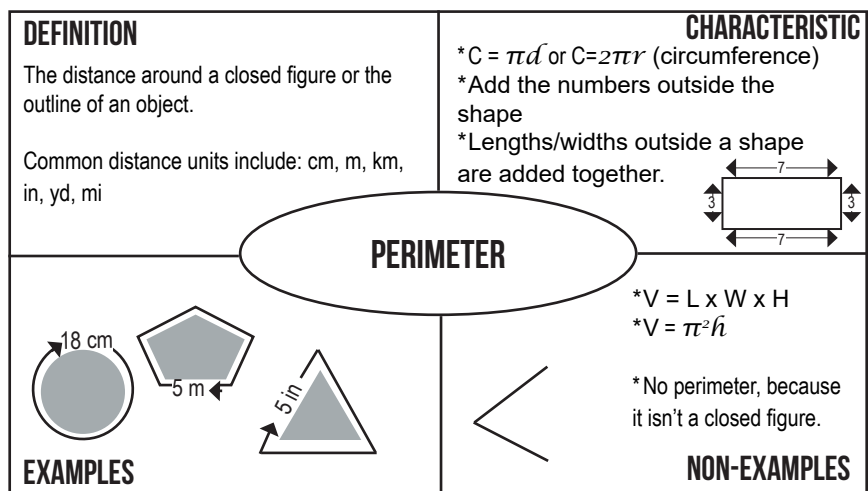 DEFINITION
The distance around a closed figure or the
outline of an object.
Common distance units include: cm, m, km,
in, yd, mi
CHARACTERISTIC
*C = πd or C=2πr (circumference)
*Add the numbers outside the
shape
*Lengths/widths outside a shape
are added together.
7
3
3
7
PERIMETER
18 cm
5 m
5 in
EXAMPLES
*V = L x W x H
*V = π²h
*No perimeter, because
it isn't a closed figure.
NON-EXAMPLES